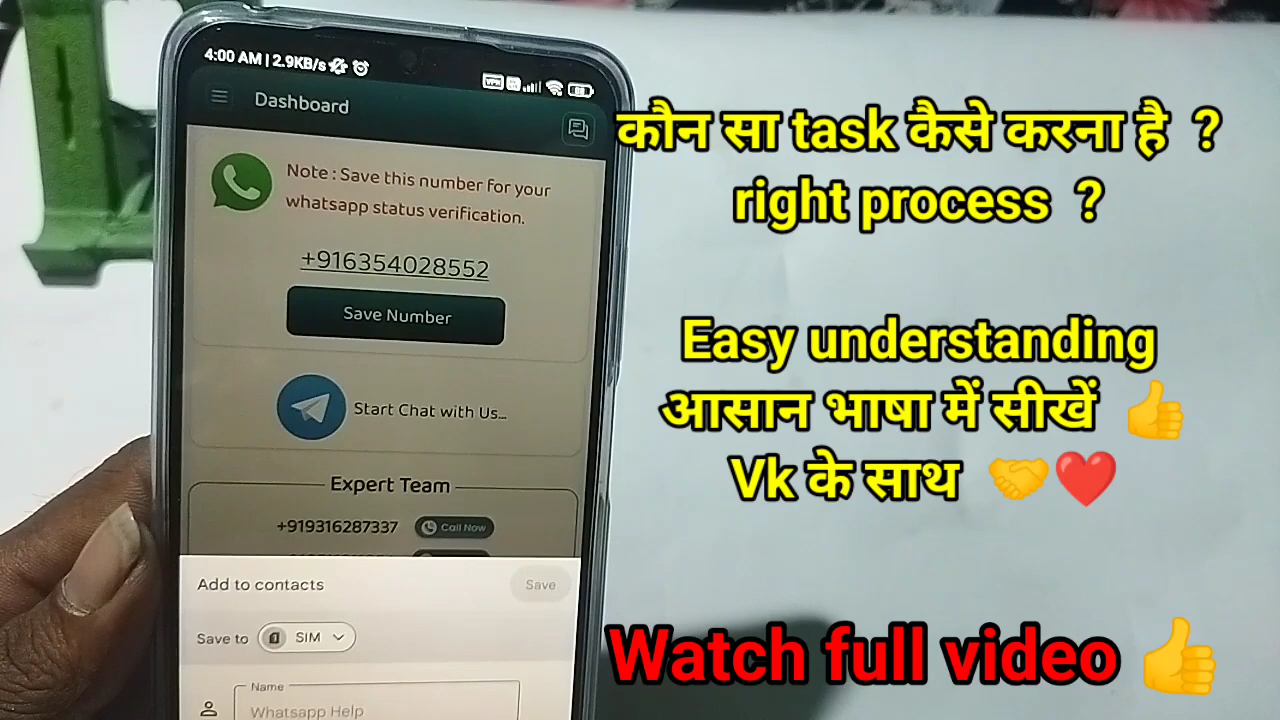 4:00 AM | 2.9KB/s
VPN
Dashboard
Note : Save this number for your
whatsapp status verification.
+916354028552
Save Number
Start Chat with Us...
Expert Team
+919316287337 Call Now
Add to contacts Save
Save to SIM
Name
Whatsapp Help
कौन सा task कैसे करना है ?
right process ?
Easy understanding
आसान भाषा में सीखें
Vk के साथ
Watch full video